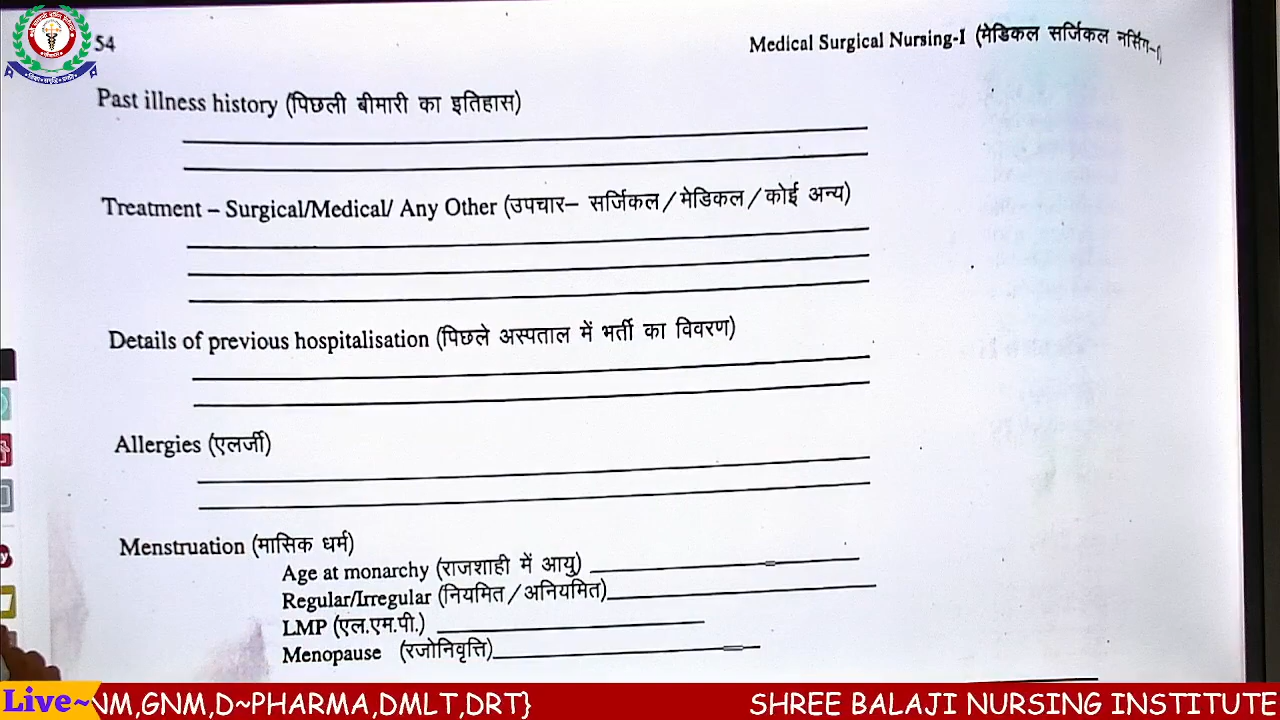 54
Medical Surgical Nursing-I (मेडिकल सर्जिकल नर्सिंग-I)
Past illness history (पिछली बीमारी का इतिहास)
Treatment – Surgical/Medical/ Any Other (उपचार– सर्जिकल/मेडिकल/कोई अन्य)
Details of previous hospitalisation (पिछले अस्पताल में भर्ती का विवरण)
Allergies (एलर्जी)
Menstruation (मासिक धर्म)
Age at monarchy (राजशाही में आयु)
Regular/Irregular (नियमित/अनियमित)
LMP (एल.एम.पी.)
Menopause (रजोनिवृत्ति)
Live~ NM,GNM,D~PHARMA,DMLT,DRT} SHREE BALAJI NURSING INSTITUTE